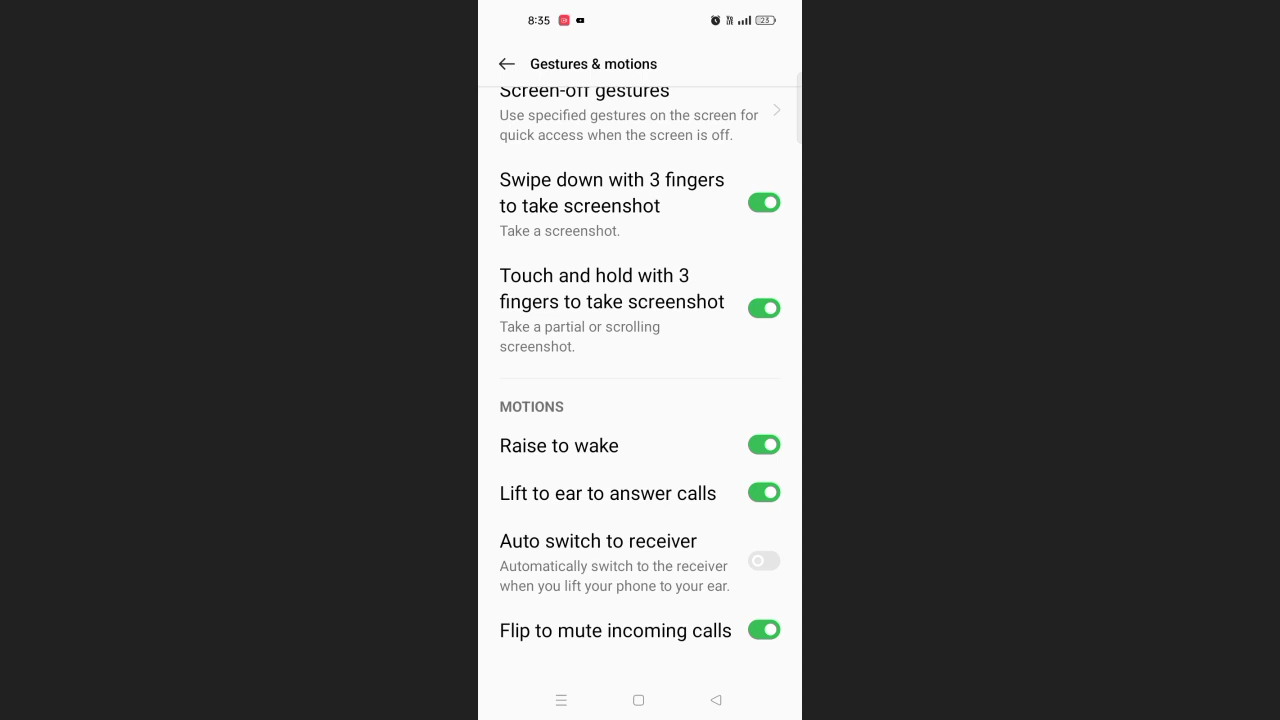 8:35
23
Gestures & motions
Screen-off gestures
Use specified gestures on the screen for
quick access when the screen is off.
Swipe down with 3 fingers
to take screenshot
Take a screenshot.
Touch and hold with 3
fingers to take screenshot
Take a partial or scrolling
screenshot.
MOTIONS
Raise to wake
Lift to ear to answer calls
Auto switch to receiver
Automatically switch to the receiver
when you lift your phone to your ear.
Flip to mute incoming calls